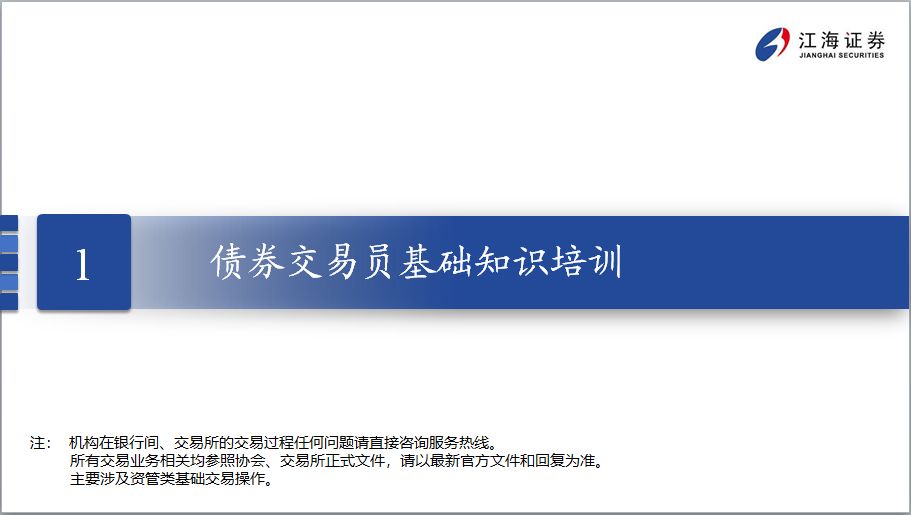 江海证券
JIANGHAI SECURITIES
1
债券交易员基础知识培训
注： 机构在银行间、交易所的交易过程任何问题请直接咨询服务热线。
所有交易业务相关均参照协会、交易所正式文件，请以最新官方文件和回复为准。
主要涉及资管类基础交易操作。